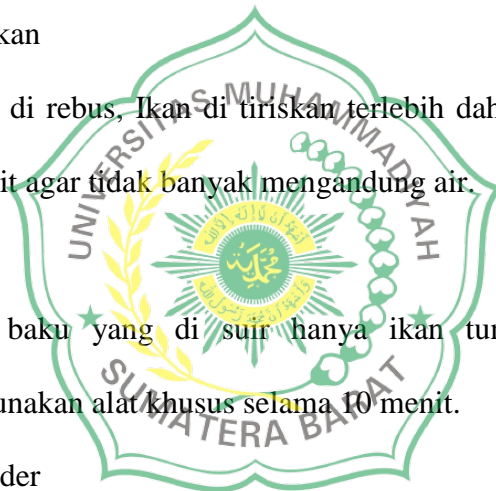 kan
di rebus, Ikan di tiriskan terlebih dah
it agar tidak banyak mengandung air.
baku yang di suir hanya ikan tun
unakan alat khusus selama 10 menit.
der
UNIVERSITAS MUHAMMADIYAH
SUMATERA BARAT